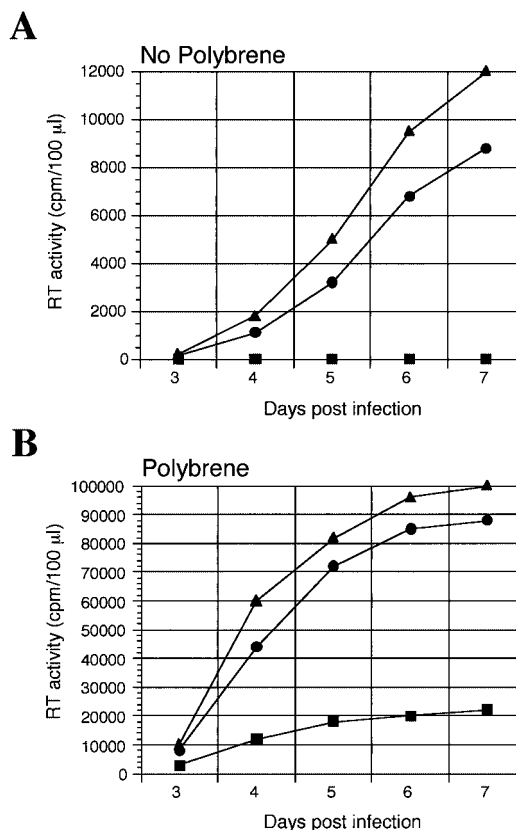 A
No Polybrene
RT activity (cpm/100 µl)
12000
10000
8000
6000
4000
2000
0
3 4 5 6 7
Days post infection
B
Polybrene
RT activity (cpm/100 µl)
100000
90000
80000
70000
60000
50000
40000
30000
20000
10000
0
3 4 5 6 7
Days post infection